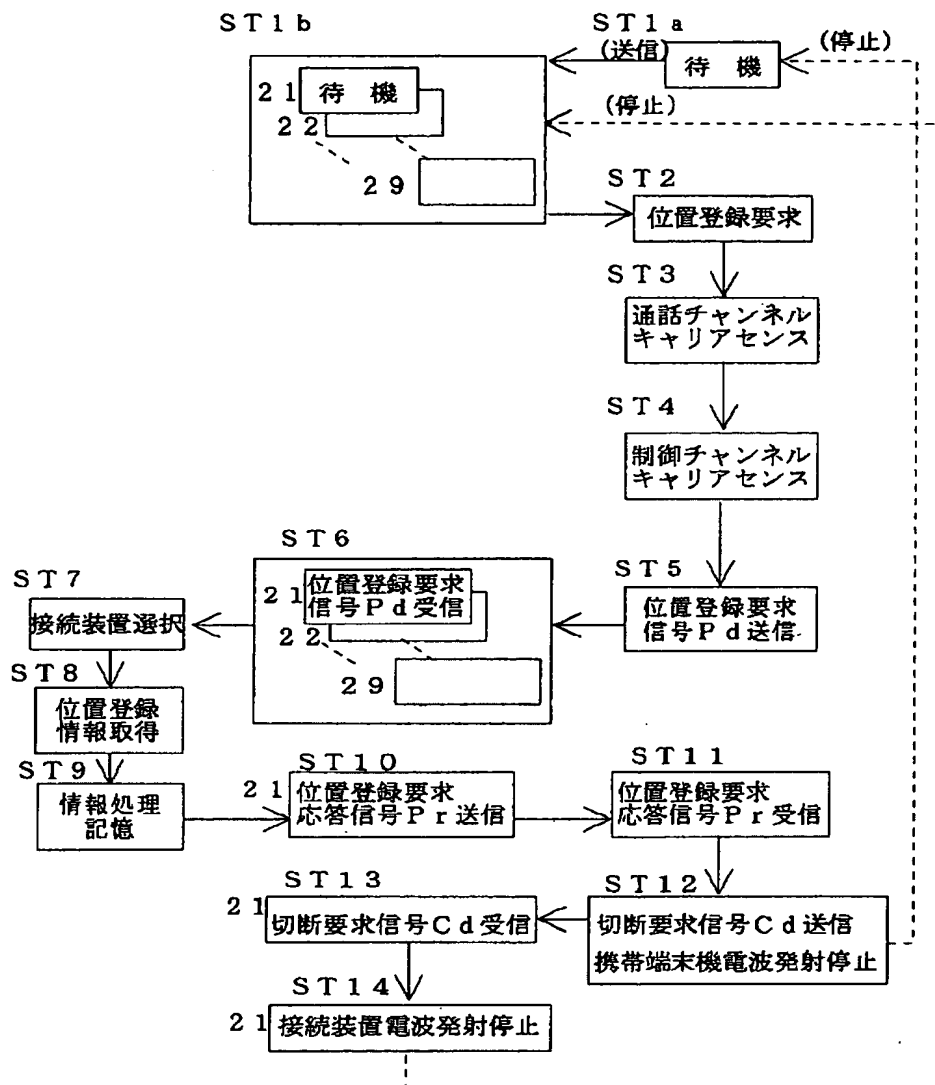 ST1b
ST1a
(送信)
待 機
(停止)
21 待 機
(停止)
22
29
ST2
位置登録要求
ST3
通話チャンネル
キャリアセンス
ST4
制御チャンネル
キャリアセンス
ST5
位置登録要求
信号Pd送信
ST6
21 位置登録要求
信号Pd受信
22
29
ST7
接続装置選択
ST8
位置登録
情報取得
ST9
情報処理
記憶
ST10
21 位置登録要求
応答信号Pr送信
ST11
位置登録要求
応答信号Pr受信
ST12
切断要求信号Cd送信
携帯端末機電波発射停止
ST13
21 切断要求信号Cd受信
ST14
21 接続装置電波発射停止